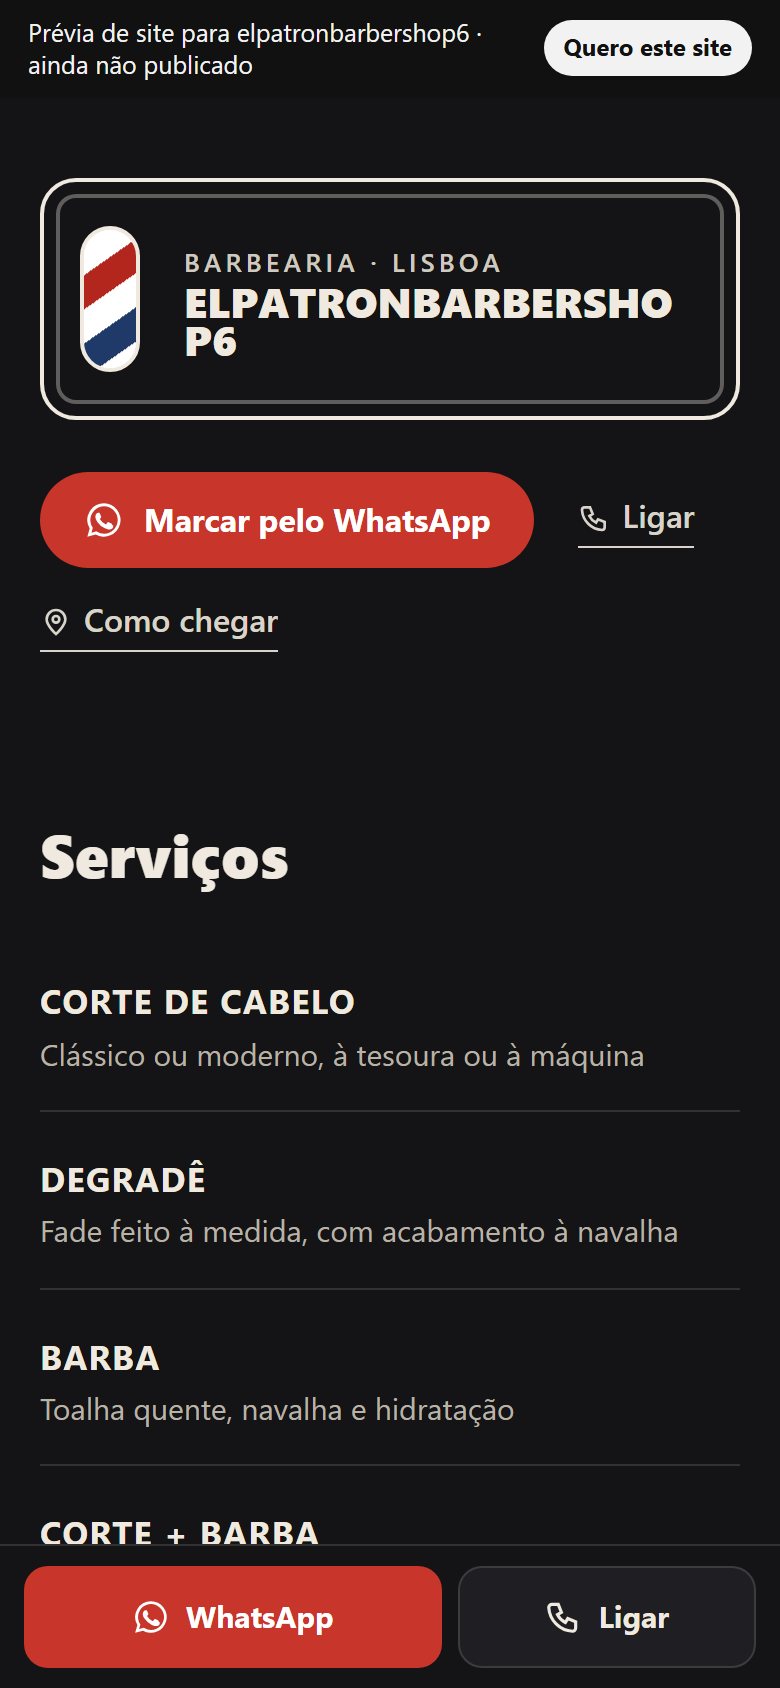 Prévia de site para elpatronbarbershop6 ·
ainda não publicado
Quero este site
BARBEARIA · LISBOA
ELPATRONBARBERSHO
P6
Marcar pelo WhatsApp
Ligar
Como chegar
Serviços
CORTE DE CABELO
Clássico ou moderno, à tesoura ou à máquina
DEGRADÊ
Fade feito à medida, com acabamento à navalha
BARBA
Toalha quente, navalha e hidratação
CORTE + BARBA
WhatsApp
Ligar